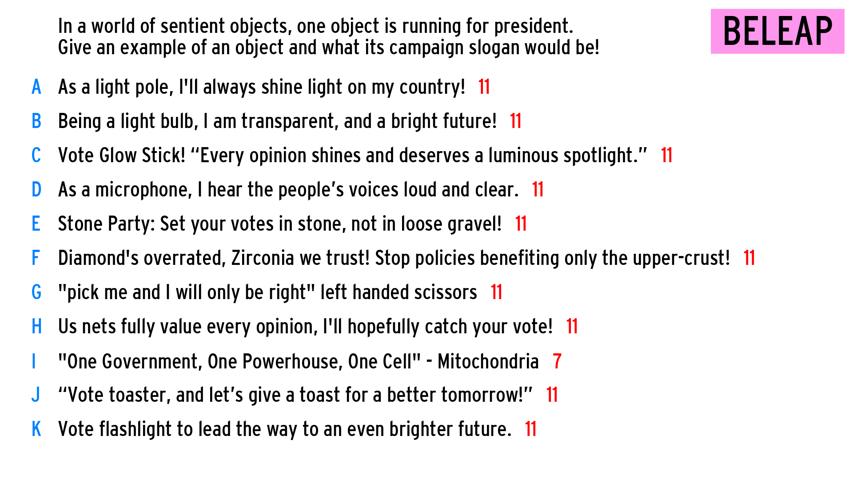 In a world of sentient objects, one object is running for president.
Give an example of an object and what its campaign slogan would be!
BELEAP
A As a light pole, I'll always shine light on my country! 11
B Being a light bulb, I am transparent, and a bright future! 11
C Vote Glow Stick! “Every opinion shines and deserves a luminous spotlight.” 11
D As a microphone, I hear the people’s voices loud and clear. 11
E Stone Party: Set your votes in stone, not in loose gravel! 11
F Diamond's overrated, Zirconia we trust! Stop policies benefiting only the upper-crust! 11
G "pick me and I will only be right" left handed scissors 11
H Us nets fully value every opinion, I'll hopefully catch your vote! 11
I "One Government, One Powerhouse, One Cell" - Mitochondria 7
J “Vote toaster, and let’s give a toast for a better tomorrow!” 11
K Vote flashlight to lead the way to an even brighter future. 11